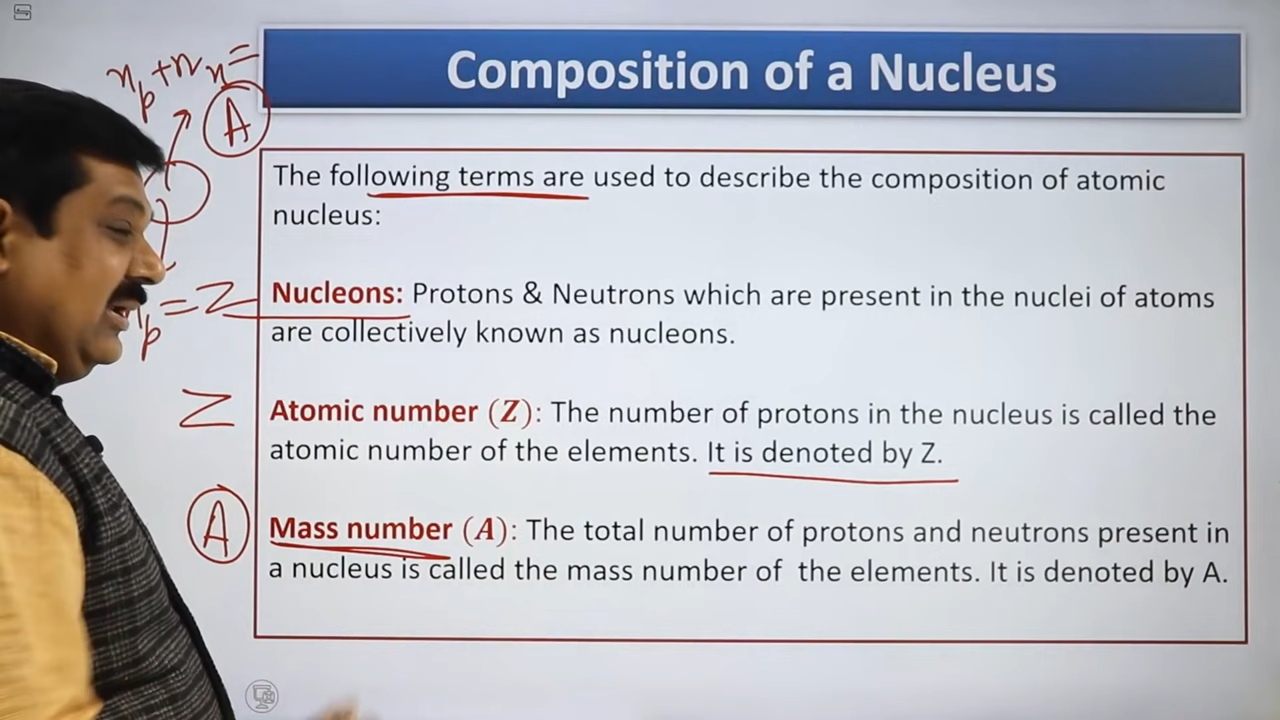 Composition of a Nucleus
n_p + n_n =
A
The following terms are used to describe the composition of atomic
nucleus:
p = Z
Nucleons: Protons & Neutrons which are present in the nuclei of atoms
are collectively known as nucleons.
Z
Atomic number (Z): The number of protons in the nucleus is called the
atomic number of the elements. It is denoted by Z.
A
Mass number (A): The total number of protons and neutrons present in
a nucleus is called the mass number of  the elements. It is denoted by A.